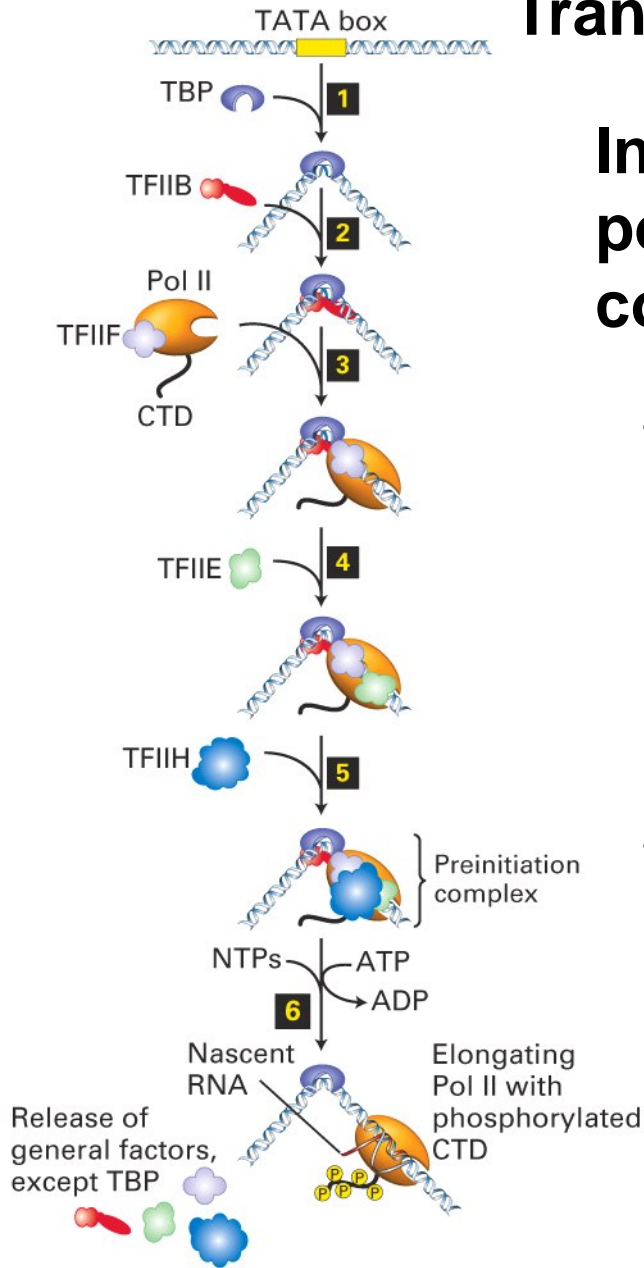 Tran
In
po
co
TATA box
TBP
1
TFIIB
2
Pol II
TFIIF
3
CTD
TFIIE
4
TFIIH
5
Preinitiation
complex
NTPs
ATP
ADP
6
Nascent
RNA
Elongating
Pol II with
phosphorylated
CTD
Release of
general factors,
except TBP
P P P P P